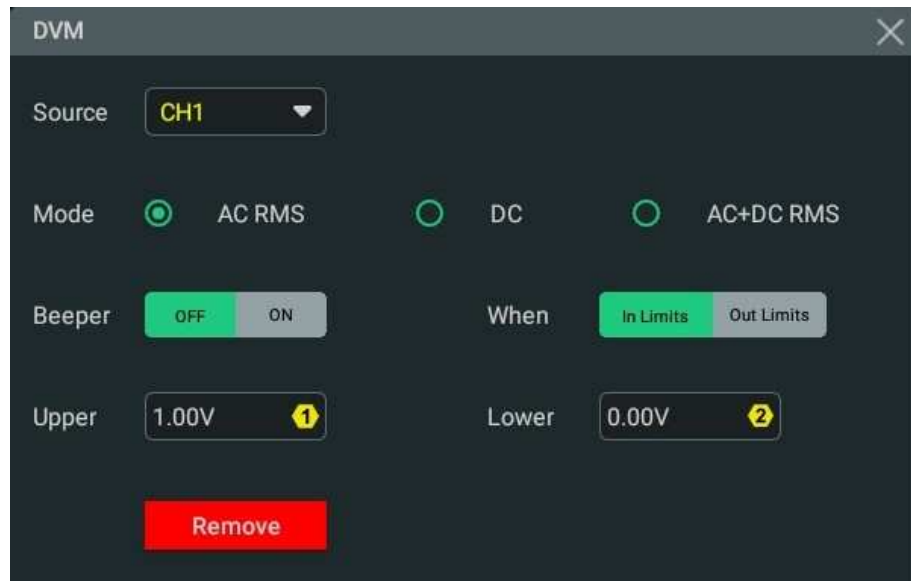 DVM
Source CH1
Mode AC RMS DC AC+DC RMS
Beeper OFF ON When In Limits Out Limits
Upper 1.00V 1 Lower 0.00V 2
Remove